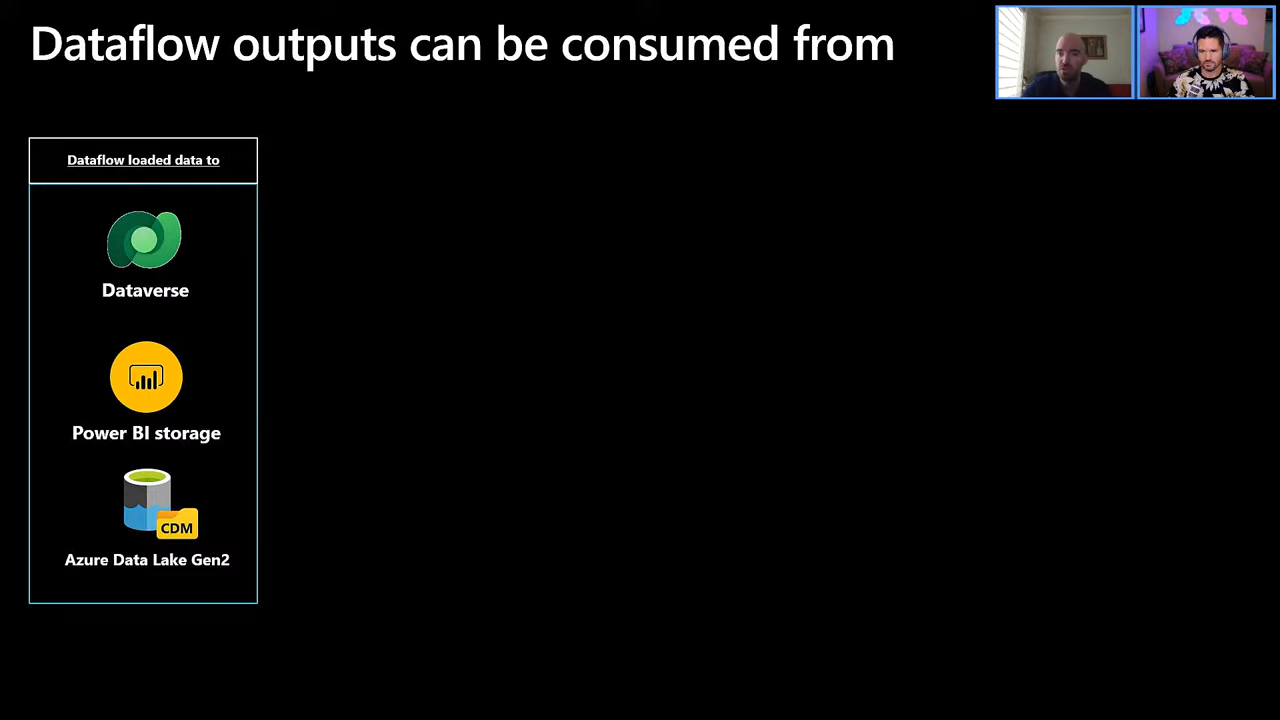 Dataflow outputs can be consumed from
Dataflow loaded data to
Dataverse
Power BI storage
CDM
Azure Data Lake Gen2